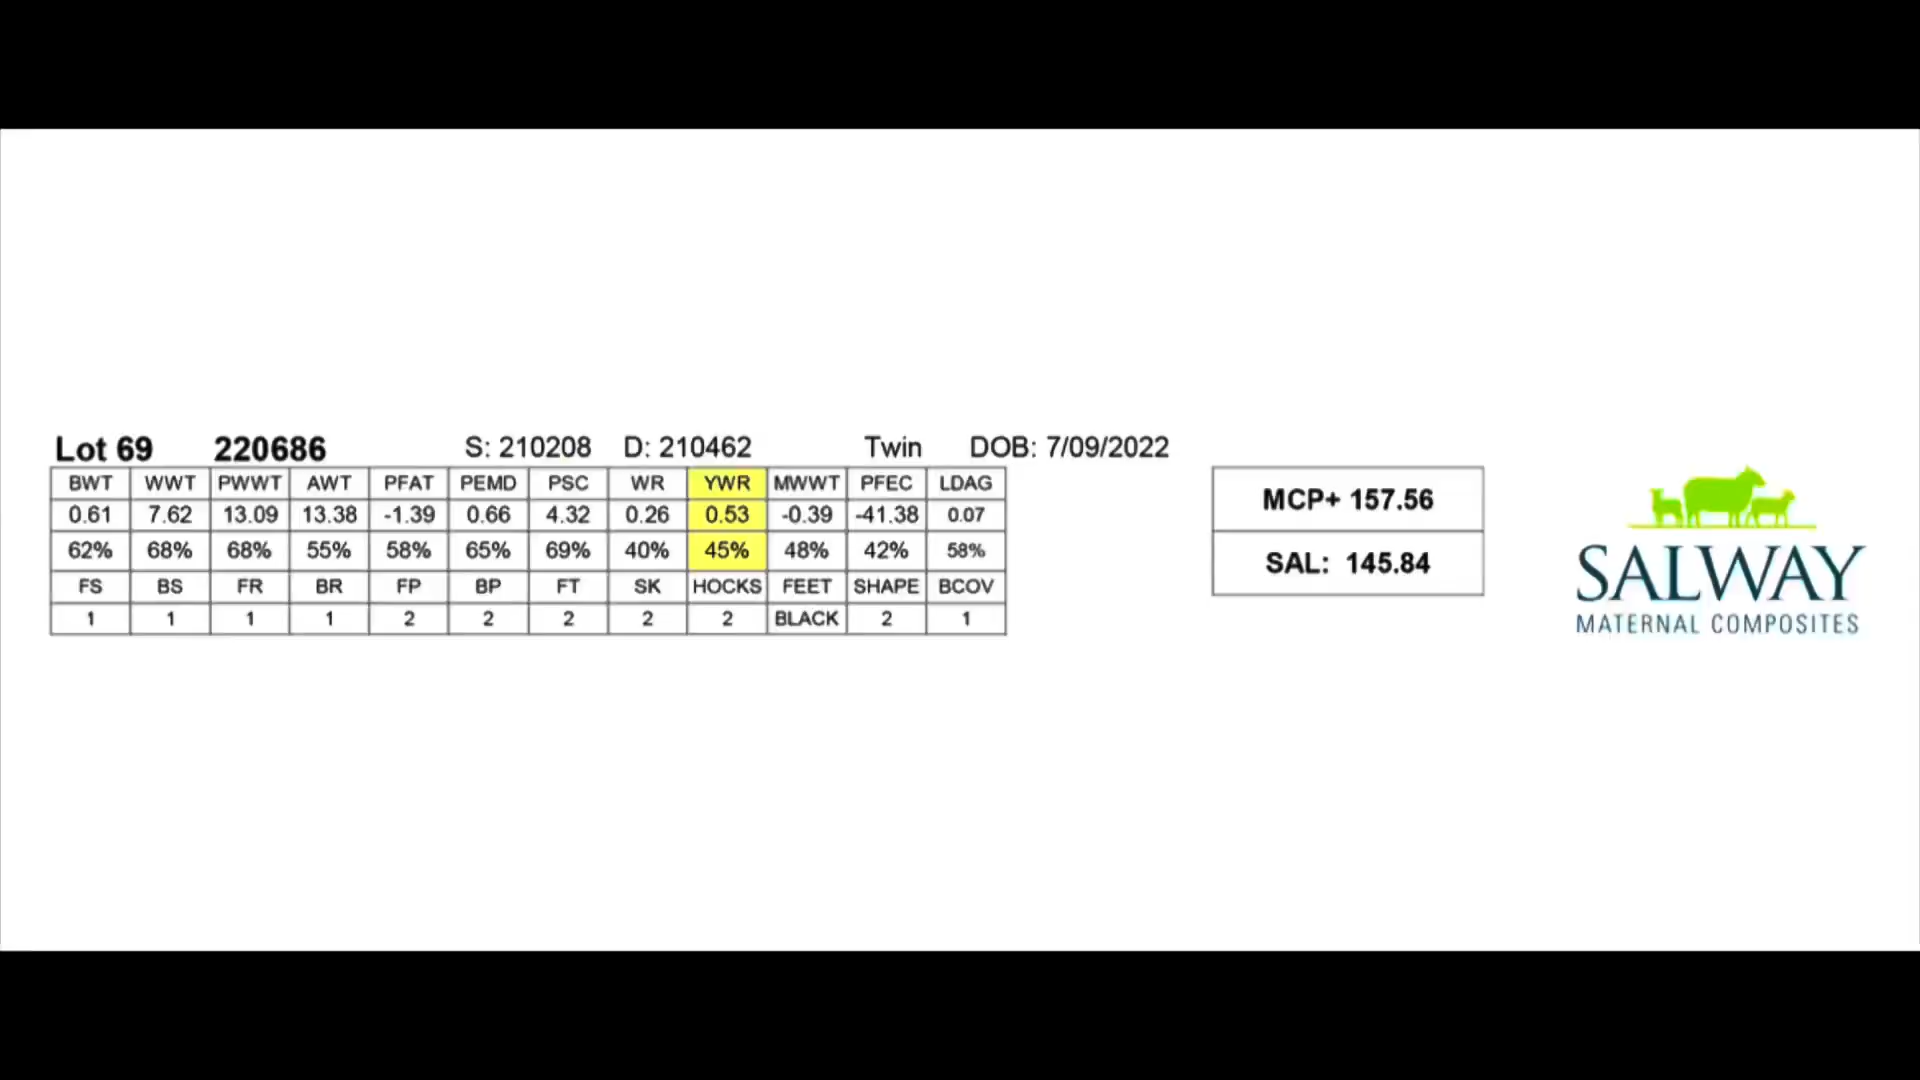 Lot 69 220686 S: 210208 D: 210462 Twin DOB: 7/09/2022
BWT WWT PWWT AWT PFAT PEMD PSC WR YWR MWWT PFEC LDAG
0.61 7.62 13.09 13.38 -1.39 0.66 4.32 0.26 0.53 -0.39 -41.38 0.07
62% 68% 68% 55% 58% 65% 69% 40% 45% 48% 42% 58%
FS BS FR BR FP BP FT SK HOCKS FEET SHAPE BCOV
1 1 1 1 2 2 2 2 2 BLACK 2 1
MCP+ 157.56
SAL: 145.84
SALWAY
MATERNAL COMPOSITES